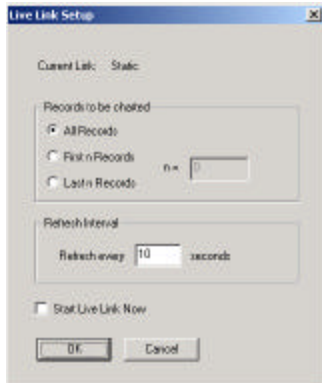 Live Link Setup
Current Link: Static
Records to be charted
All Records
First n Records
n = 0
Last n Records
Refresh Interval
Refresh every 10 seconds
Start Live Link Now
OK Cancel